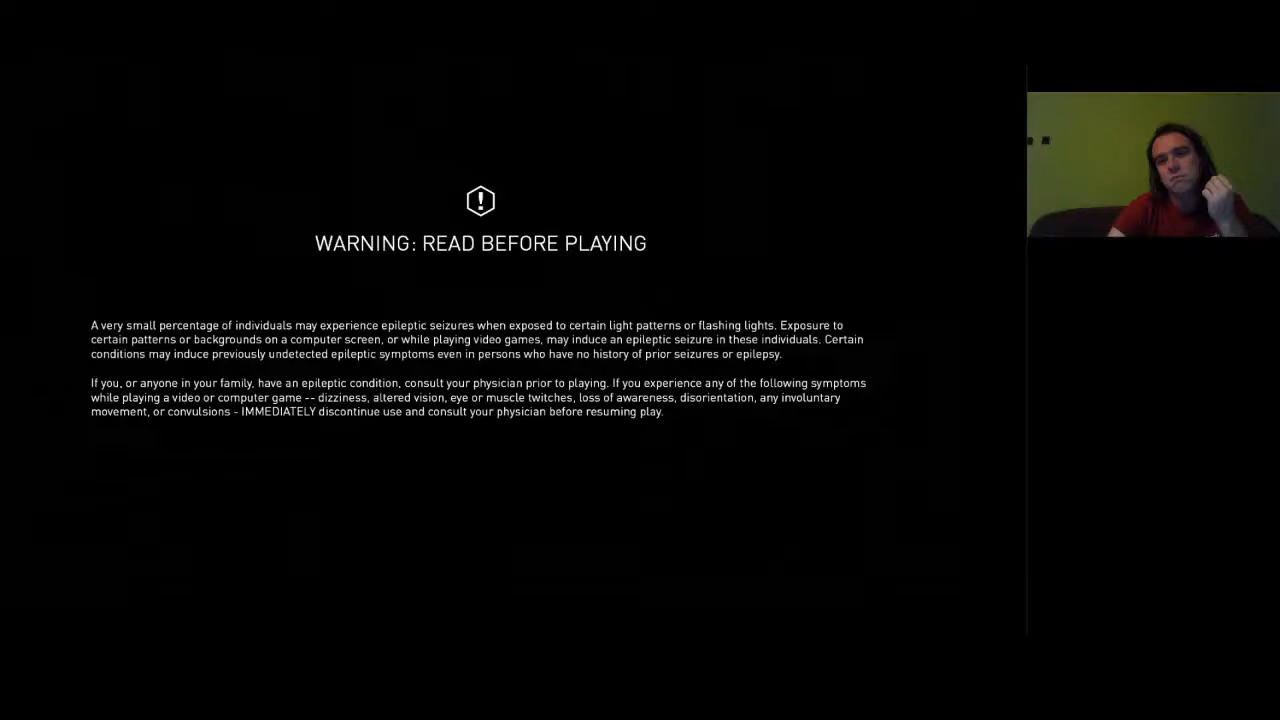 WARNING: READ BEFORE PLAYING
A very small percentage of individuals may experience epileptic seizures when exposed to certain light patterns or flashing lights. Exposure to
certain patterns or backgrounds on a computer screen, or while playing video games, may induce an epileptic seizure in these individuals. Certain
conditions may induce previously undetected epileptic symptoms even in persons who have no history of prior seizures or epilepsy.
If you, or anyone in your family, have an epileptic condition, consult your physician prior to playing. If you experience any of the following symptoms
while playing a video or computer game -- dizziness, altered vision, eye or muscle twitches, loss of awareness, disorientation, any involuntary
movement, or convulsions - IMMEDIATELY discontinue use and consult your physician before resuming play.